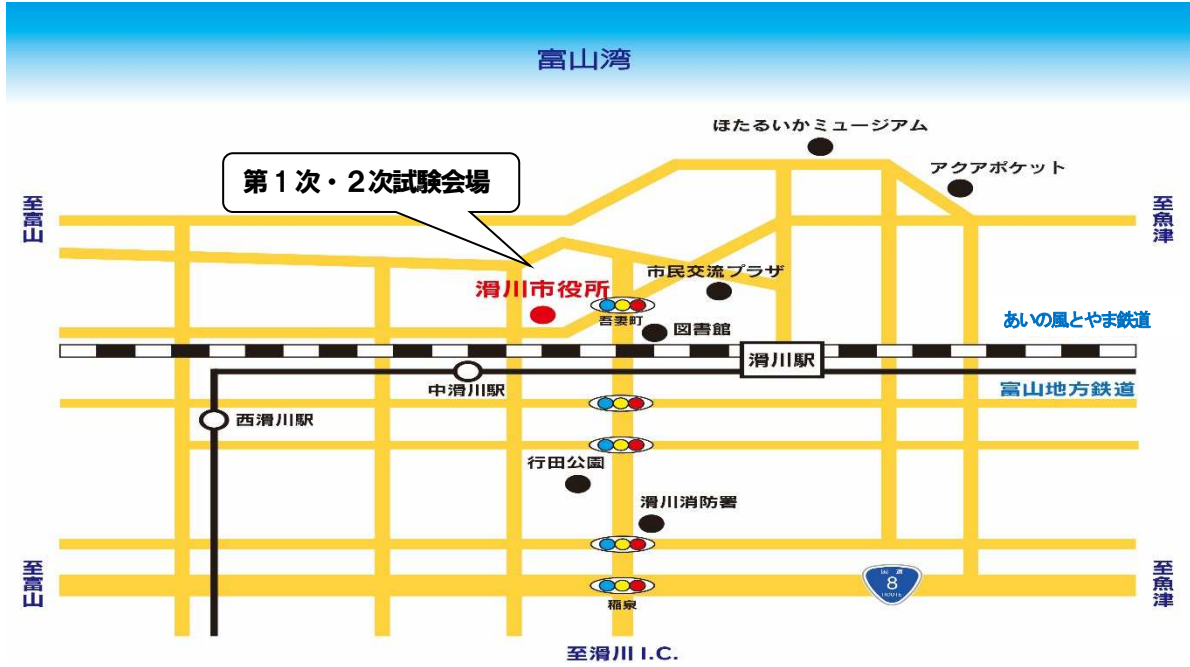 富山湾
ほたるいかミュージアム
アクアポケット
第１次・２次試験会場
至富山
至魚津
市民交流プラザ
滑川市役所
吾妻町
図書館
あいの風とやま鉄道
滑川駅
中滑川駅
富山地方鉄道
西滑川駅
行田公園
滑川消防署
至富山
国道
8
ROUTE
至魚津
稲泉
至滑川 I.C.